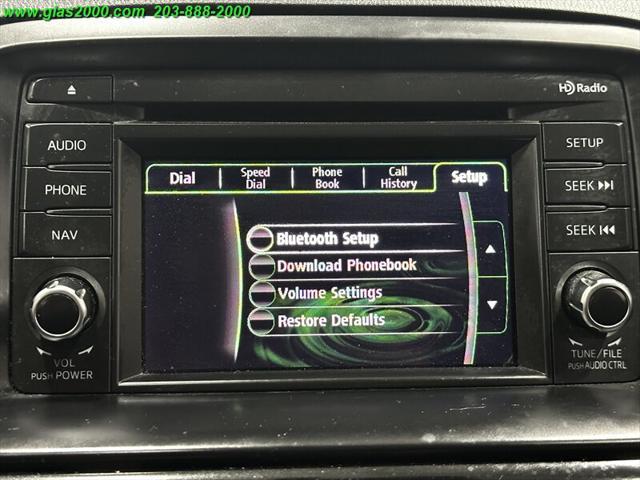 www.glas2000.com 203-888-2000
HD Radio
AUDIO
PHONE
NAV
VOL
PUSH POWER
Dial
Speed Dial
Phone Book
Call History
Setup
Bluetooth Setup
Download Phonebook
Volume Settings
Restore Defaults
SETUP
SEEK
SEEK
TUNE/FILE
PUSH AUDIO CTRL